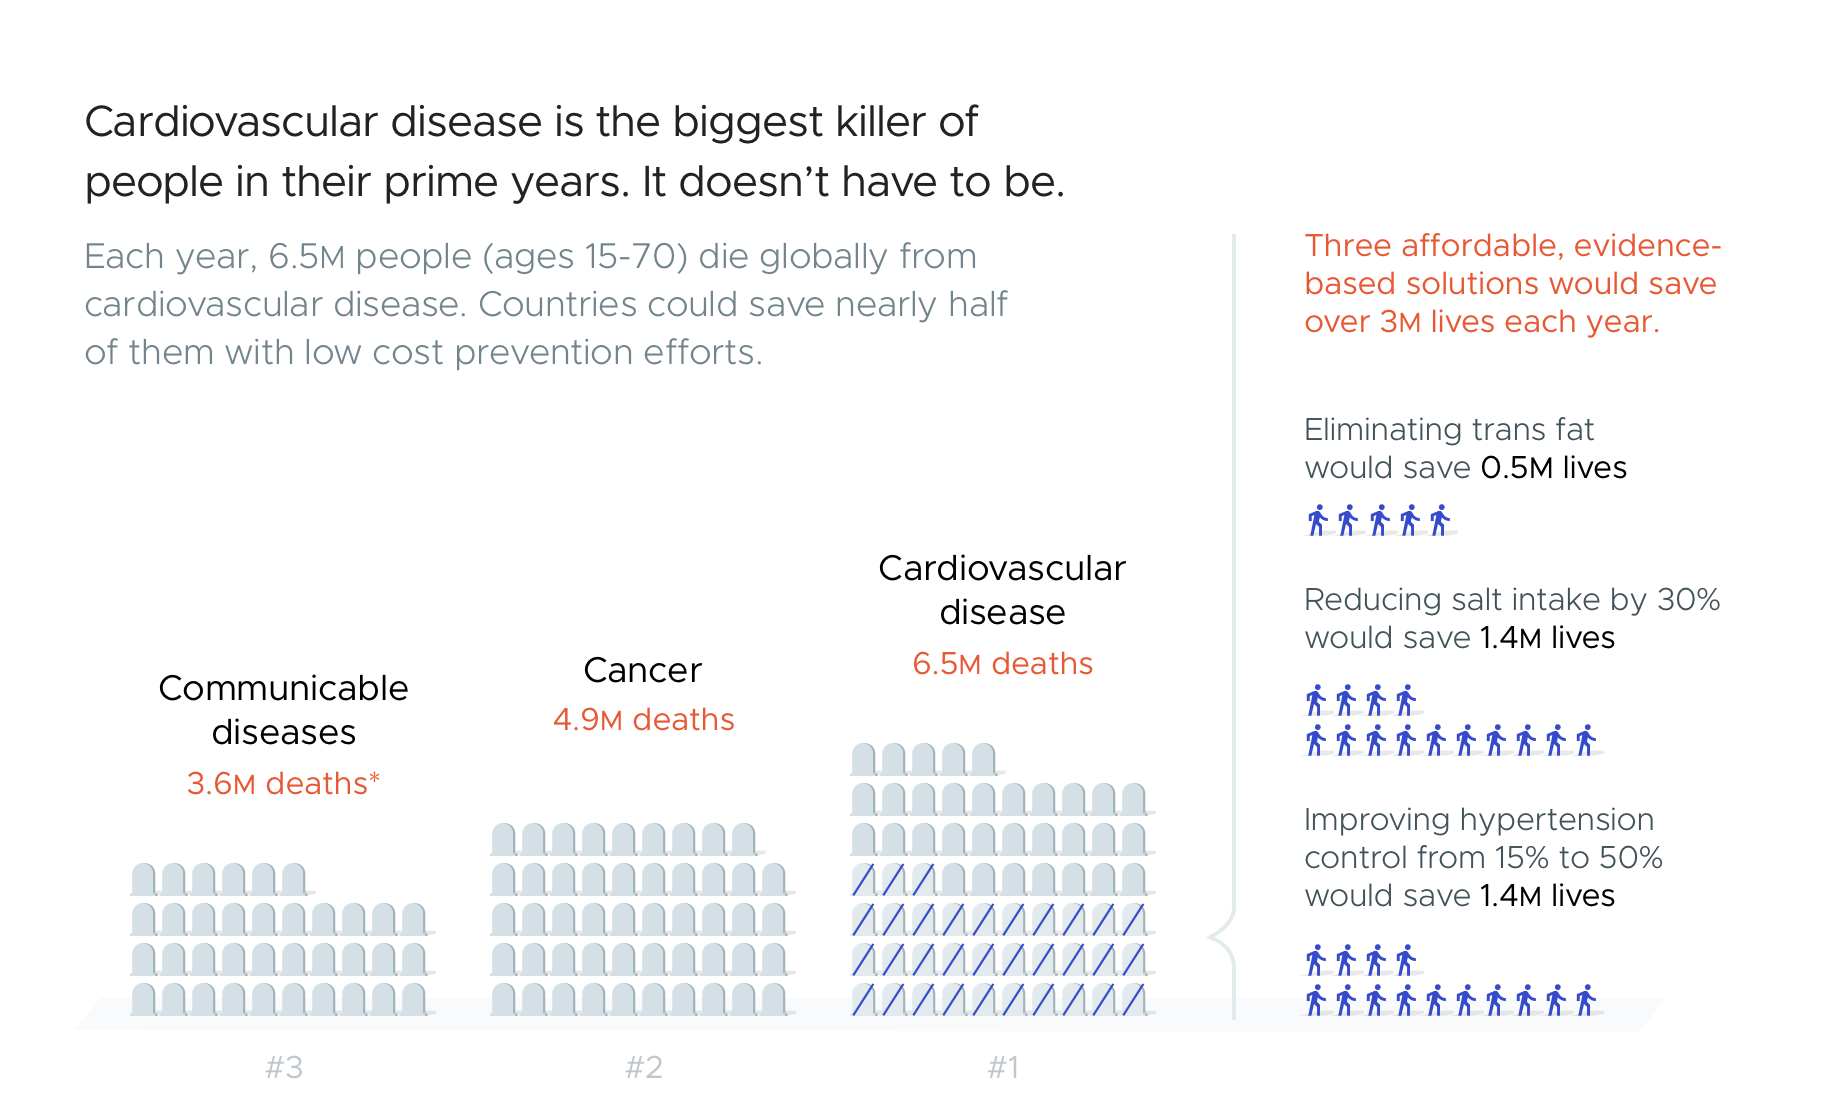 Cardiovascular disease is the biggest killer of
people in their prime years. It doesn’t have to be.
Each year, 6.5M people (ages 15-70) die globally from
cardiovascular disease. Countries could save nearly half
of them with low cost prevention efforts.
Communicable
diseases
3.6M deaths*
#3
Cancer
4.9M deaths
#2
Cardiovascular
disease
6.5M deaths
#1
Three affordable, evidence-
based solutions would save
over 3M lives each year.
Eliminating trans fat
would save 0.5M lives
Reducing salt intake by 30%
would save 1.4M lives
Improving hypertension
control from 15% to 50%
would save 1.4M lives